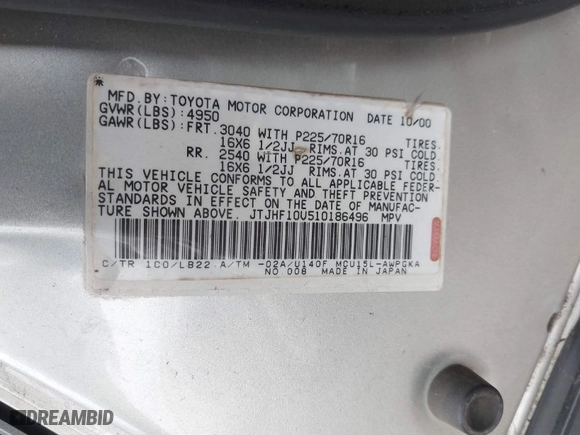 MFD.BY:TOYOTA MOTOR CORPORATION DATE 10/00
GVWR(LBS):4950
GAWR(LBS):FRT. 3040 WITH P225/70R16 TIRES.
16X6 1/2JJ RIMS.AT 30 PSI COLD.
RR. 2540 WITH P225/70R16 TIRES.
16X6 1/2JJ RIMS.AT 30 PSI COLD.
THIS VEHICLE CONFORMS TO ALL APPLICABLE FEDER-
AL MOTOR VEHICLE SAFETY AND THEFT PREVENTION
STANDARDS IN EFFECT ON THE DATE OF MANUFAC-
TURE SHOWN ABOVE. JTJHF10U510186496 MPV
C/TR 1C0/LB22 A/TM -02A/U140F MCU15L-AWPGKA
NO 008 MADE IN JAPAN
DREAMBID